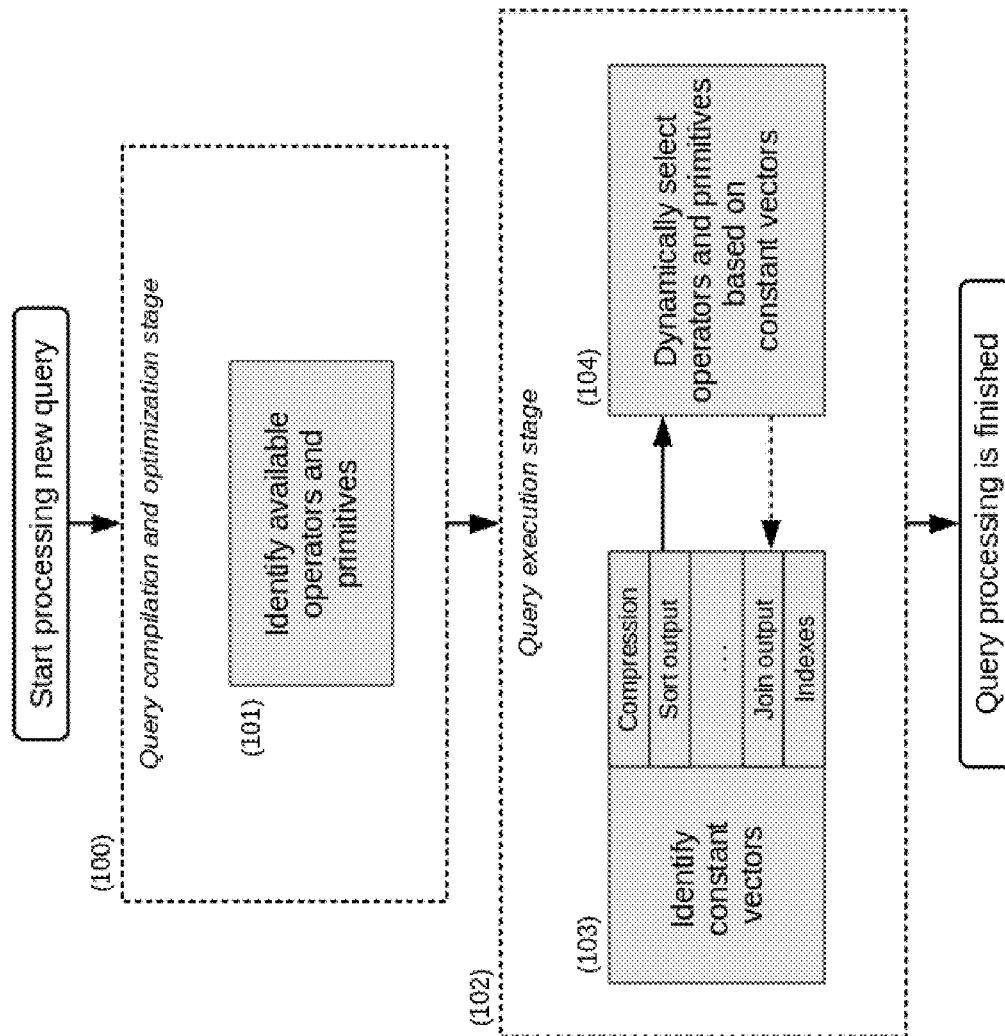 Start processing new query
(100)
Query compilation and optimization stage
(101)
Identify available
operators and
primitives
(102)
Query execution stage
(103)
Identify
constant
vectors
Compression
Sort output
.....
Join output
Indexes
(104)
Dynamically select
operators and primitives
based on
constant vectors
Query processing is finished